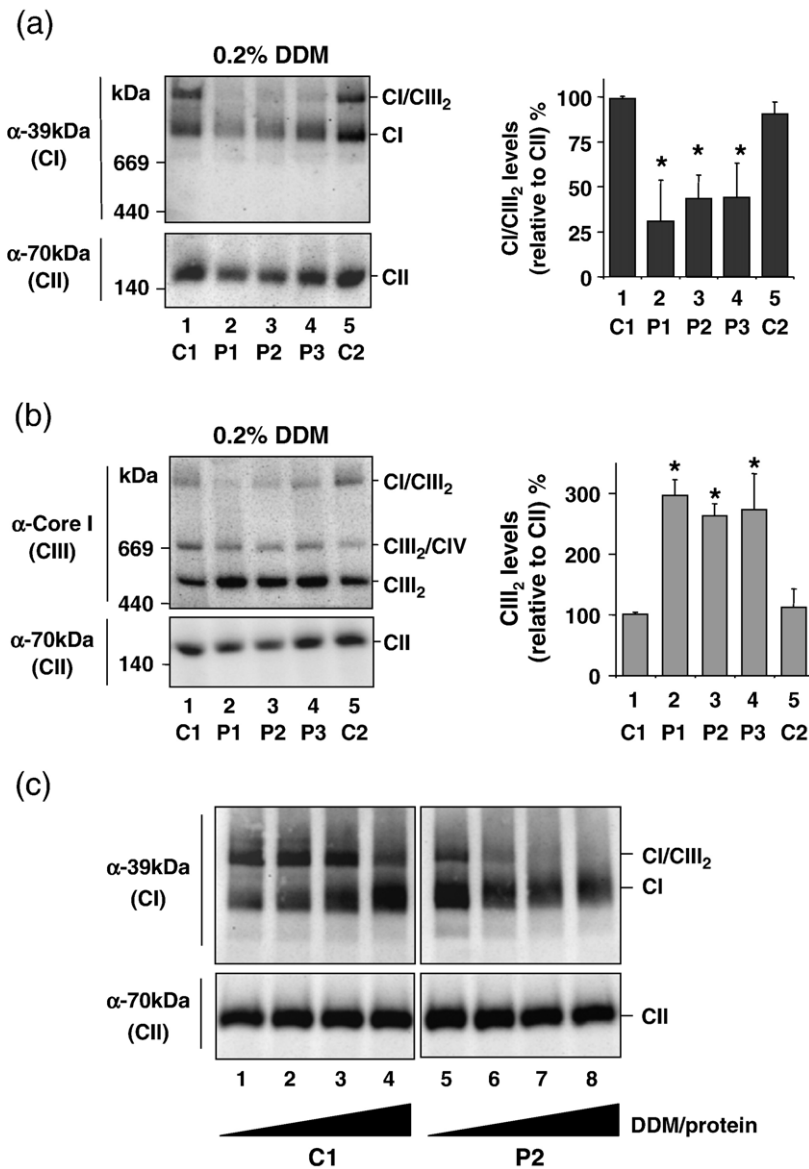 (a)
0.2% DDM
kDa
α-39kDa
(CI)
669
440
CI/CIII₂
CI
α-70kDa
(CII)
140
CII
1 2 3 4 5
C1 P1 P2 P3 C2
CI/CIII₂ levels
(relative to CII) %
100
75
50
25
0
* * *
1 2 3 4 5
C1 P1 P2 P3 C2
(b)
0.2% DDM
kDa
α-Core I
(CIII)
669
440
CI/CIII₂
CIII₂/CIV
CIII₂
α-70kDa
(CII)
140
CII
1 2 3 4 5
C1 P1 P2 P3 C2
CIII₂ levels
(relative to CII) %
300
200
100
0
* * *
1 2 3 4 5
C1 P1 P2 P3 C2
(c)
α-39kDa
(CI)
CI/CIII₂
CI
α-70kDa
(CII)
CII
1 2 3 4 5 6 7 8
DDM/protein
C1 P2